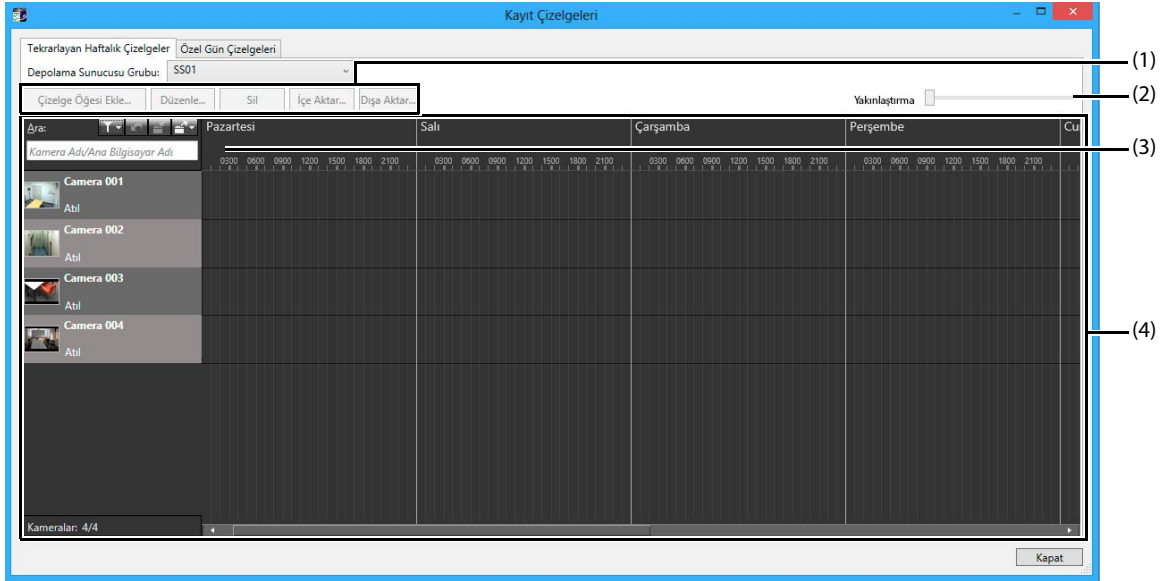 Kayıt Çizelgeleri
Tekrarlayan Haftalık Çizelgeler Özel Gün Çizelgeleri
Depolama Sunucusu Grubu: SS01
(1)
Çizelge Öğesi Ekle... Düzenle... Sil İçe Aktar... Dışa Aktar... Yakınlaştırma
(2)
Ara: Pazartesi Salı Çarşamba Perşembe Cu
Kamera Adı/Ana Bilgisayar Adı
(3)
0300 0600 0900 1200 1500 1800 2100 0300 0600 0900 1200 1500 1800 2100 0300 0600 0900 1200 1500 1800 2100 0300 0600 0900 1200 1500 1800 2100
Camera 001
Atıl
Camera 002
Atıl
Camera 003
Atıl
Camera 004
(4)
Atıl
Kameralar: 4/4
Kapat